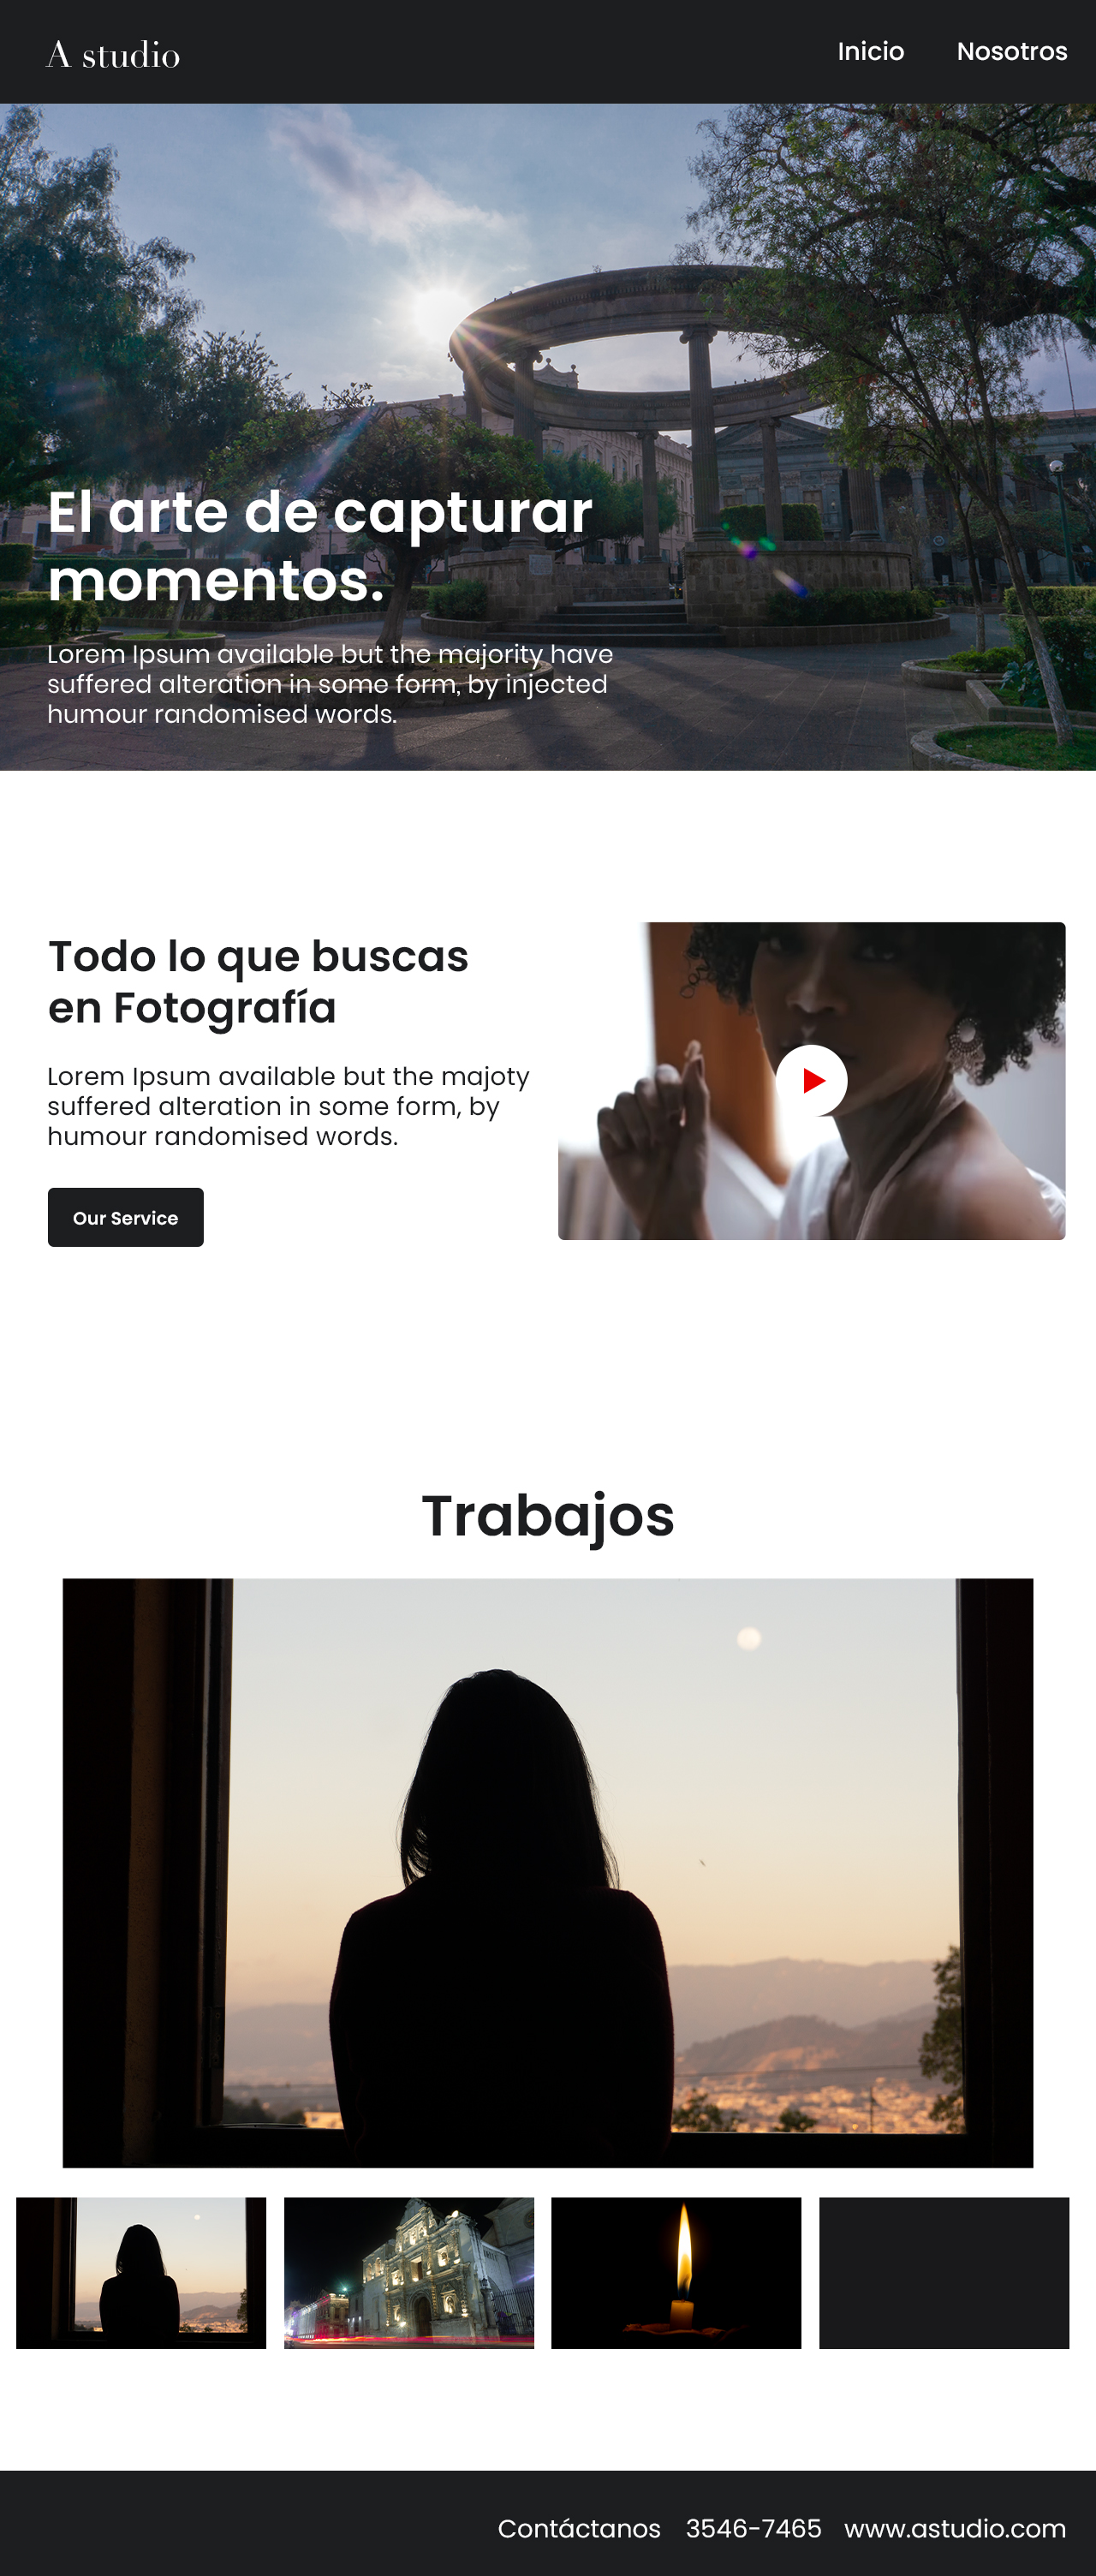 A studio
Inicio Nosotros
El arte de capturar
momentos.
Lorem Ipsum available but the majority have
suffered alteration in some form, by injected
humour randomised words.
Todo lo que buscas
en Fotografía
Lorem Ipsum available but the majoty
suffered alteration in some form, by
humour randomised words.
Our Service
Trabajos
Contáctanos 3546-7465 www.astudio.com